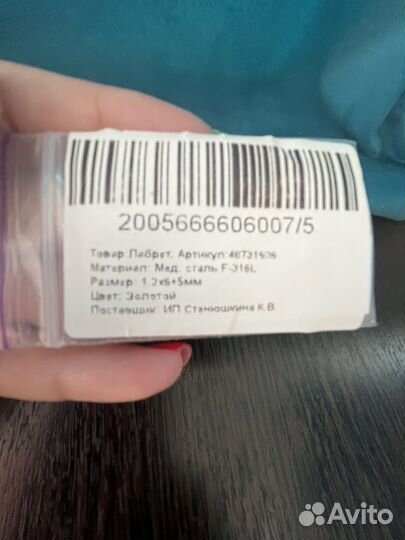 2005666606007/5
Товар: Лабрет. Артикул:48731506
Материал: Мед. сталь F-316L
Размер: 1.2х6+5мм
Цвет: Золотой
Поставщик: ИП Станюшкина К.В.
Avito